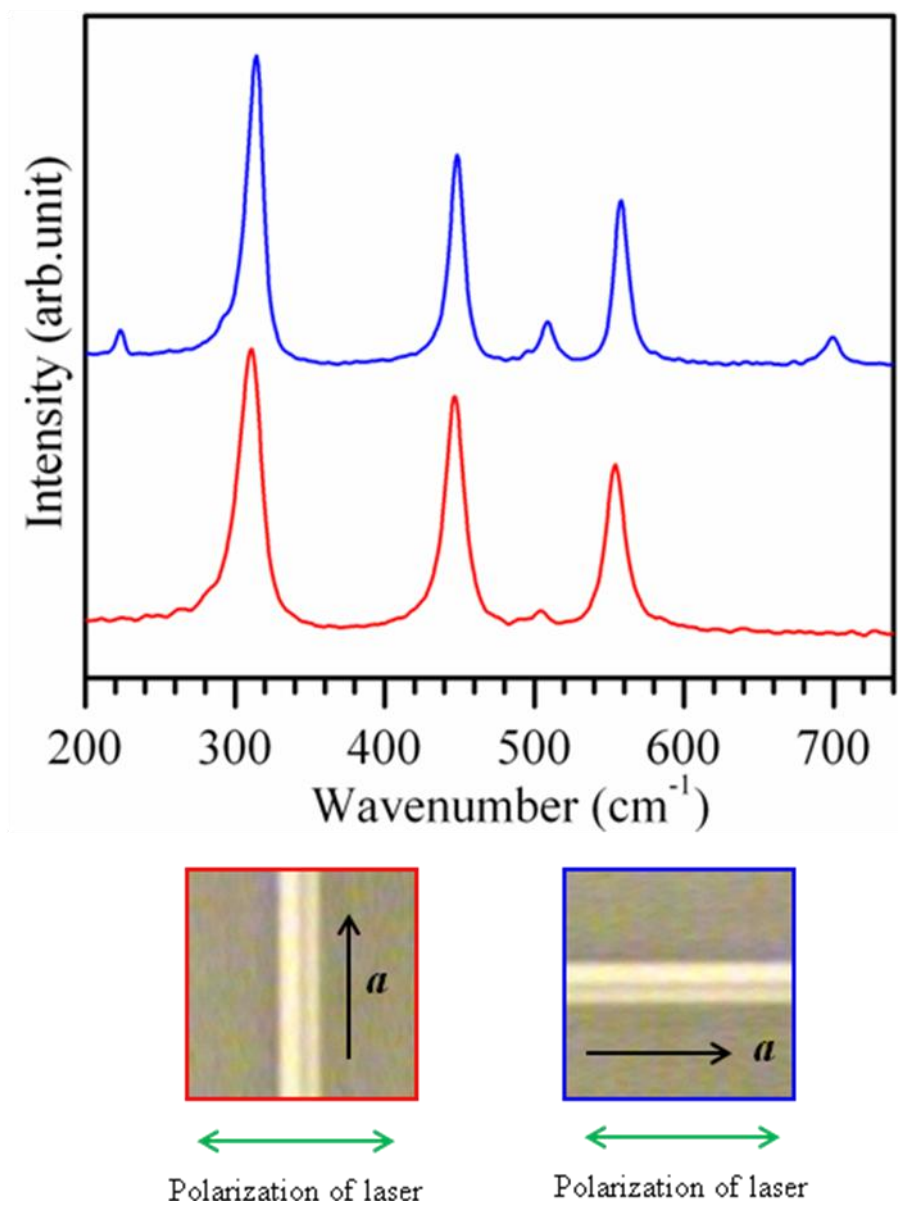 Intensity (arb.unit)
200 300 400 500 600 700
Wavenumber (cm⁻¹)
a
a
Polarization of laser
Polarization of laser